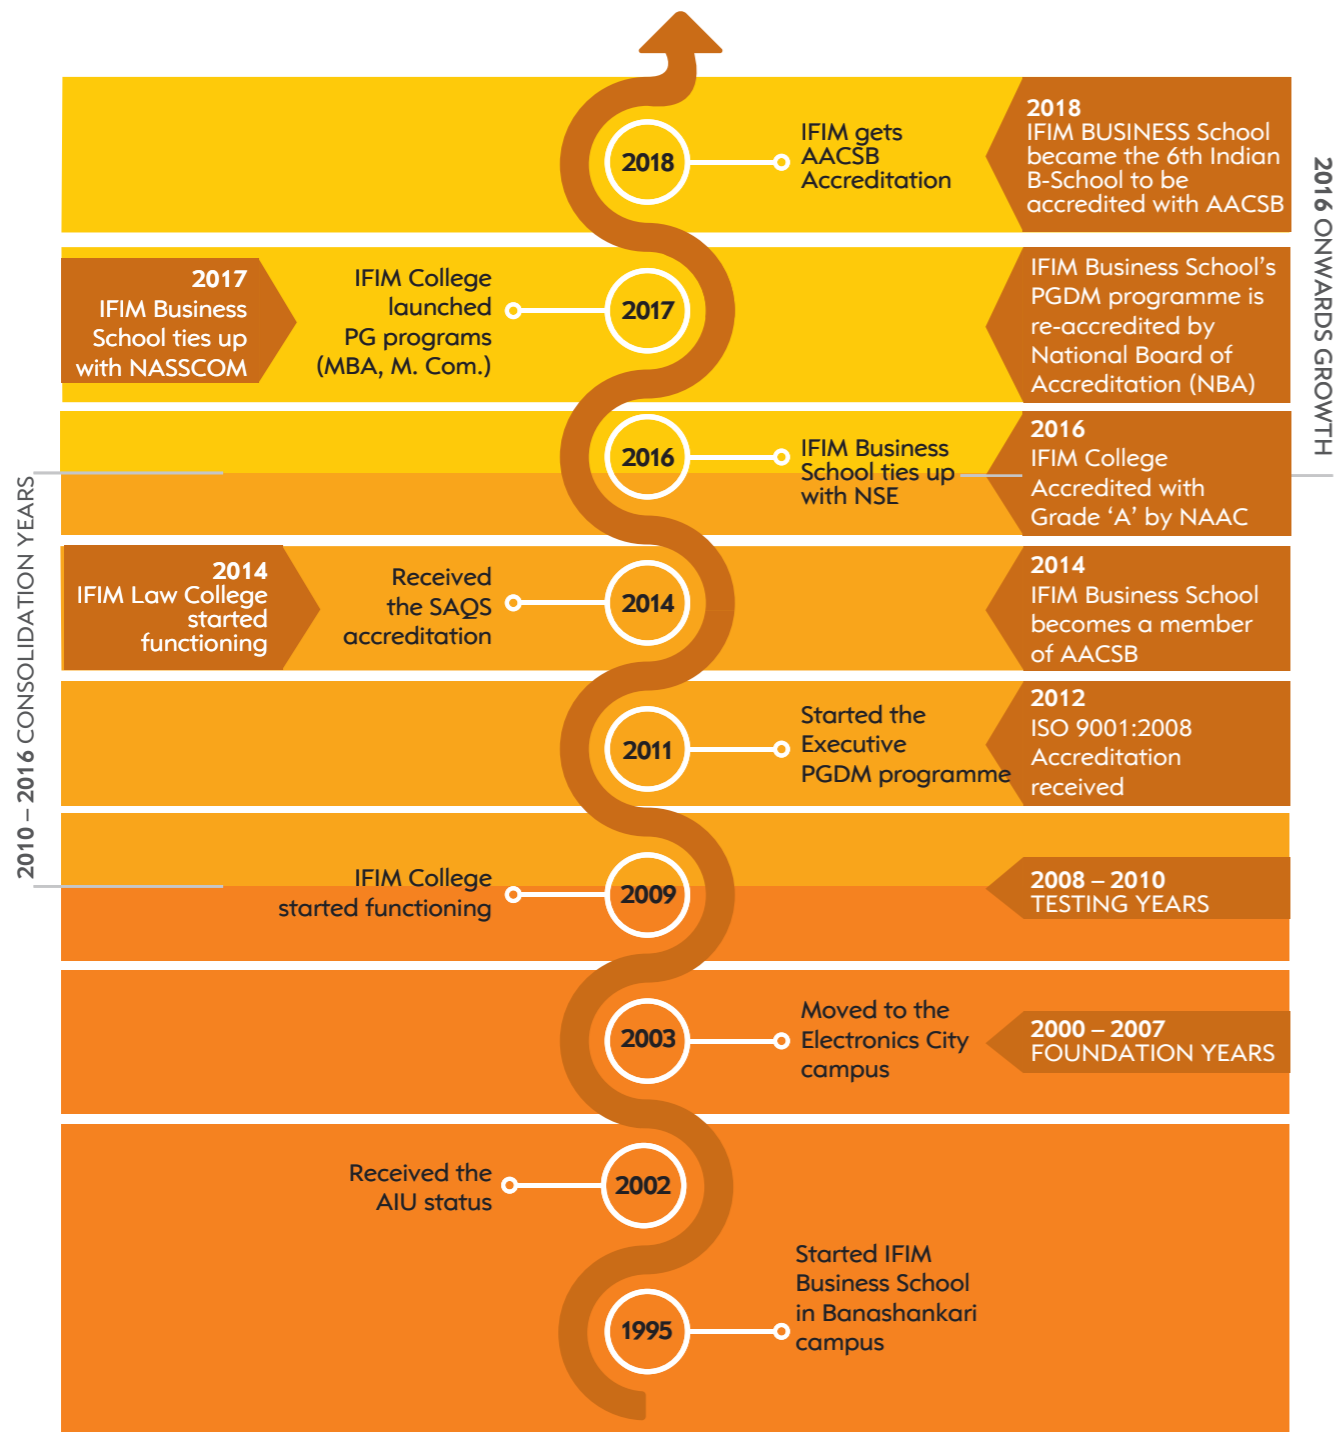 2018
IFIM gets
AACSB
Accreditation
2018
IFIM BUSINESS School
became the 6th Indian
B-School to be
accredited with AACSB
2016 ONWARDS GROWTH
2017
IFIM Business
School ties up
with NASSCOM
IFIM College
launched
PG programs
(MBA, M. Com.)
2017
IFIM Business School’s
PGDM programme is
re-accredited by
National Board of
Accreditation (NBA)
2016
IFIM Business
School ties up
with NSE
2016
IFIM College
Accredited with
Grade ‘A’ by NAAC
2010 – 2016 CONSOLIDATION YEARS
2014
IFIM Law College
started
functioning
Received
the SAQS
accreditation
2014
2014
IFIM Business School
becomes a member
of AACSB
2011
Started the
Executive
PGDM programme
2012
ISO 9001:2008
Accreditation
received
IFIM College
started functioning
2009
2008 – 2010
TESTING YEARS
2003
Moved to the
Electronics City
campus
2000 – 2007
FOUNDATION YEARS
Received the
AIU status
2002
1995
Started IFIM
Business School
in Banashankari
campus